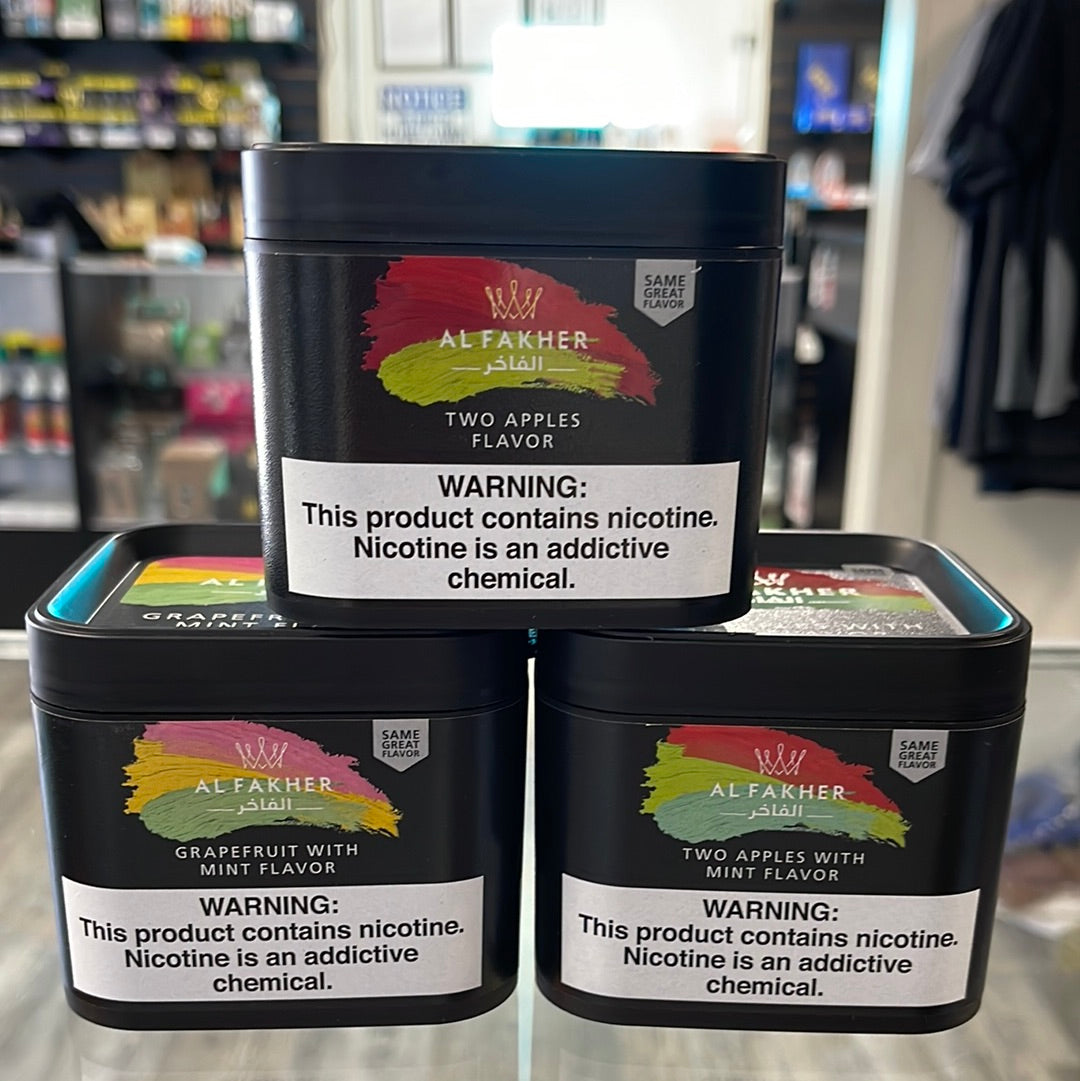 NOTICE
SAME
GREAT
FLAVOR
AL FAKHER
الفاخر
TWO APPLES
FLAVOR
WARNING:
This product contains nicotine.
Nicotine is an addictive
chemical.
SAME
GREAT
FLAVOR
AL FAKHER
الفاخر
GRAPEFRUIT WITH
MINT FLAVOR
WARNING:
This product contains nicotine.
Nicotine is an addictive
chemical.
WITH
SAME
GREAT
FLAVOR
AL FAKHER
الفاخر
TWO APPLES WITH
MINT FLAVOR
WARNING:
This product contains nicotine.
Nicotine is an addictive
chemical.